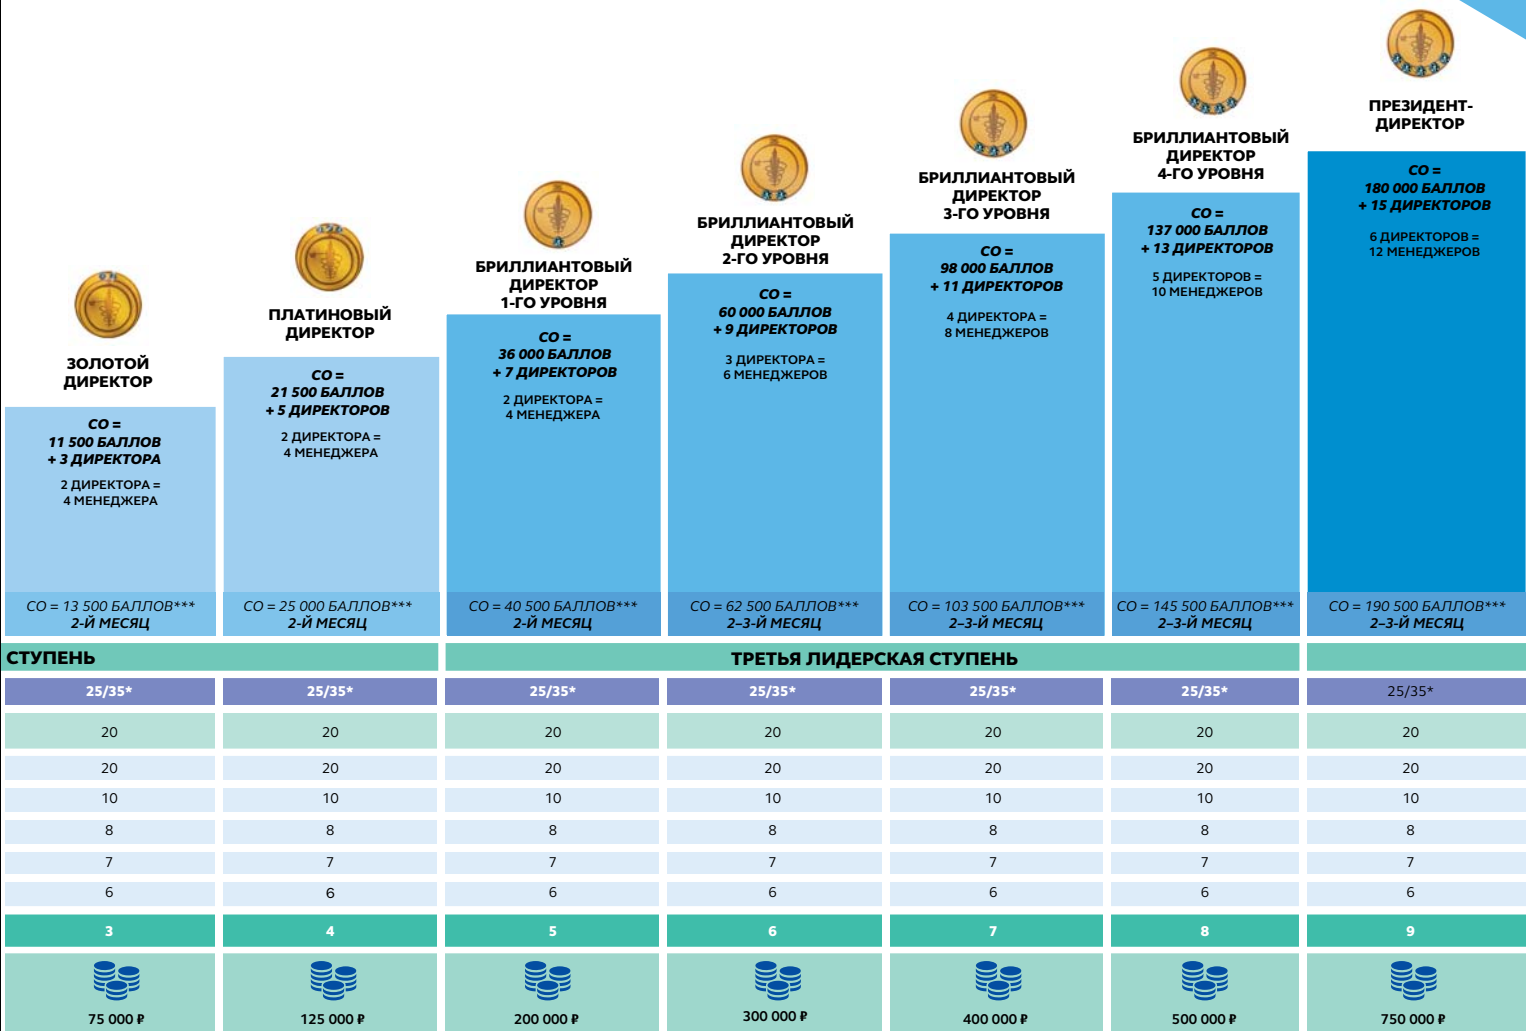 ЗОЛОТОЙ
ДИРЕКТОР
СО =
11 500 БАЛЛОВ
+ 3 ДИРЕКТОРА
2 ДИРЕКТОРА =
4 МЕНЕДЖЕРА
СО = 13 500 БАЛЛОВ***
2-Й МЕСЯЦ
ПЛАТИНОВЫЙ
ДИРЕКТОР
СО =
21 500 БАЛЛОВ
+ 5 ДИРЕКТОРОВ
2 ДИРЕКТОРА =
4 МЕНЕДЖЕРА
СО = 25 000 БАЛЛОВ***
2-Й МЕСЯЦ
БРИЛЛИАНТОВЫЙ
ДИРЕКТОР
1-ГО УРОВНЯ
СО =
36 000 БАЛЛОВ
+ 7 ДИРЕКТОРОВ
2 ДИРЕКТОРА =
4 МЕНЕДЖЕРА
СО = 40 500 БАЛЛОВ***
2-Й МЕСЯЦ
БРИЛЛИАНТОВЫЙ
ДИРЕКТОР
2-ГО УРОВНЯ
СО =
60 000 БАЛЛОВ
+ 9 ДИРЕКТОРОВ
3 ДИРЕКТОРА =
6 МЕНЕДЖЕРОВ
СО = 62 500 БАЛЛОВ***
2–3-Й МЕСЯЦ
БРИЛЛИАНТОВЫЙ
ДИРЕКТОР
3-ГО УРОВНЯ
СО =
98 000 БАЛЛОВ
+ 11 ДИРЕКТОРОВ
4 ДИРЕКТОРА =
8 МЕНЕДЖЕРОВ
СО = 103 500 БАЛЛОВ***
2–3-Й МЕСЯЦ
БРИЛЛИАНТОВЫЙ
ДИРЕКТОР
4-ГО УРОВНЯ
СО =
137 000 БАЛЛОВ
+ 13 ДИРЕКТОРОВ
5 ДИРЕКТОРОВ =
10 МЕНЕДЖЕРОВ
СО = 145 500 БАЛЛОВ***
2–3-Й МЕСЯЦ
ПРЕЗИДЕНТ-
ДИРЕКТОР
СО =
180 000 БАЛЛОВ
+ 15 ДИРЕКТОРОВ
6 ДИРЕКТОРОВ =
12 МЕНЕДЖЕРОВ
СО = 190 500 БАЛЛОВ***
2–3-Й МЕСЯЦ
СТУПЕНЬ ТРЕТЬЯ ЛИДЕРСКАЯ СТУПЕНЬ
25/35* 25/35* 25/35* 25/35* 25/35* 25/35* 25/35*
20 20 20 20 20 20 20
20 20 20 20 20 20 20
10 10 10 10 10 10 10
8 8 8 8 8 8 8
7 7 7 7 7 7 7
6 6 6 6 6 6 6
3 4 5 6 7 8 9
75 000 ₽ 125 000 ₽ 200 000 ₽ 300 000 ₽ 400 000 ₽ 500 000 ₽ 750 000 ₽